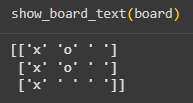 show_board_text(board)
[['x' 'o' ' ']
['x' 'o' ' ']
['x' ' ' ' ']]